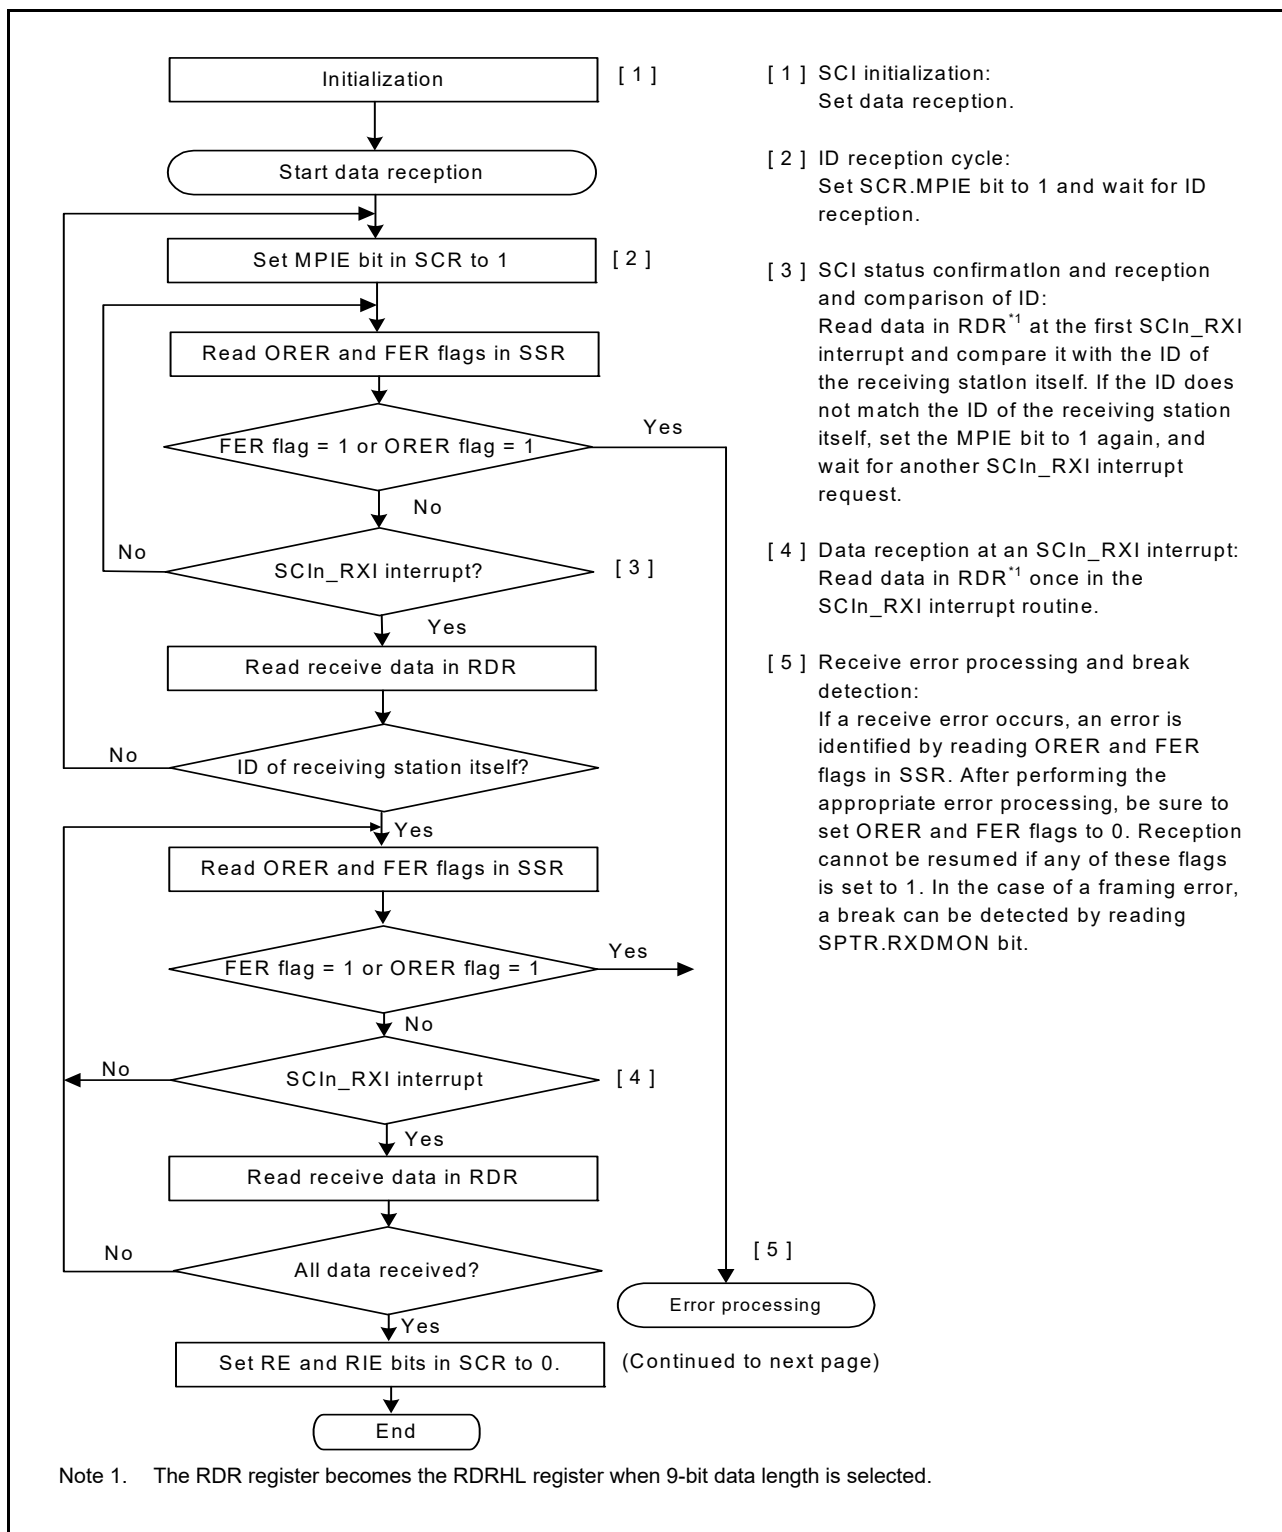 Initialization
[ 1 ]
Start data reception
Set MPIE bit in SCR to 1
[ 2 ]
Read ORER and FER flags in SSR
FER flag = 1 or ORER flag = 1
Yes
No
SCIn_RXI interrupt?
[ 3 ]
No
Yes
Read receive data in RDR
ID of receiving station itself?
No
Yes
Read ORER and FER flags in SSR
FER flag = 1 or ORER flag = 1
Yes
No
SCIn_RXI interrupt
[ 4 ]
No
Yes
Read receive data in RDR
All data received?
No
Yes
[ 5 ]
Error processing
(Continued to next page)
Set RE and RIE bits in SCR to 0.
End
[ 1 ] SCI initialization:
Set data reception.
[ 2 ] ID reception cycle:
Set SCR.MPIE bit to 1 and wait for ID
reception.
[ 3 ] SCI status confirmatIon and reception
and comparison of ID:
Read data in RDR*1 at the first SCIn_RXI
interrupt and compare it with the ID of
the receiving statIon itself. If the ID does
not match the ID of the receiving station
itself, set the MPIE bit to 1 again, and
wait for another SCIn_RXI interrupt
request.
[ 4 ] Data reception at an SCIn_RXI interrupt:
Read data in RDR*1 once in the
SCIn_RXI interrupt routine.
[ 5 ] Receive error processing and break
detection:
If a receive error occurs, an error is
identified by reading ORER and FER
flags in SSR. After performing the
appropriate error processing, be sure to
set ORER and FER flags to 0. Reception
cannot be resumed if any of these flags
is set to 1. In the case of a framing error,
a break can be detected by reading
SPTR.RXDMON bit.
Note 1. The RDR register becomes the RDRHL register when 9-bit data length is selected.